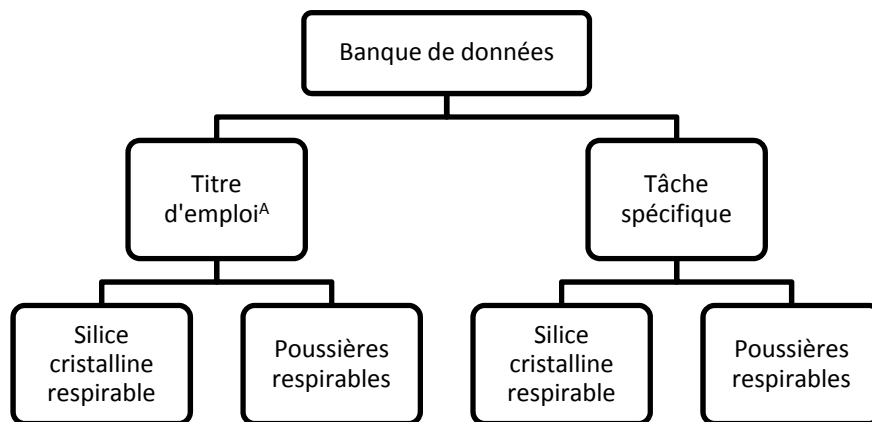 Banque de données
Titre
d'emploiᴬ
Tâche
spécifique
Silice
cristalline
respirable
Poussières
respirables
Silice
cristalline
respirable
Poussières
respirables